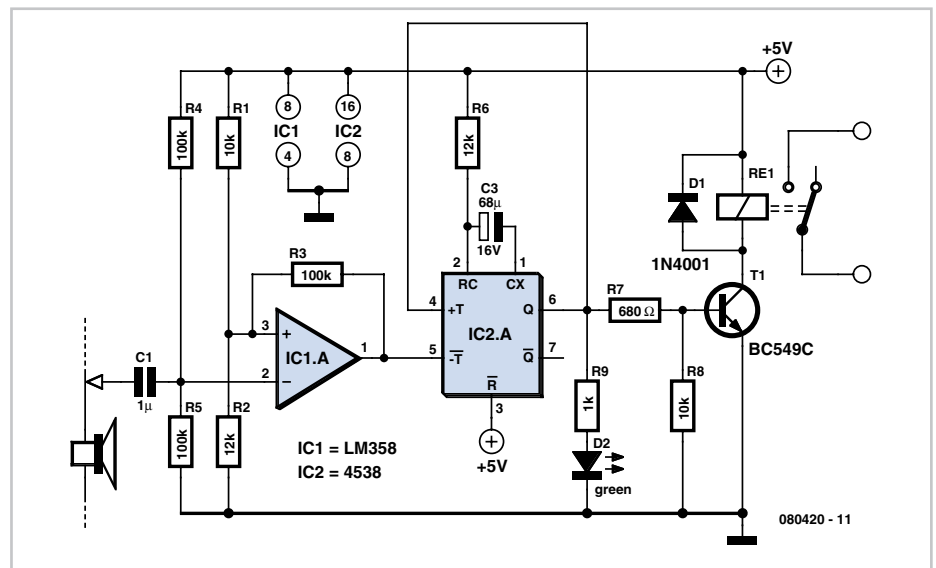 +5V
R4
100k
R1
10k
8
IC1
4
16
IC2
8
R6
12k
C3
68µ
16V
D1
1N4001
RE1
R3
100k
2
RC
1
CX
4
+T
6
Q
IC2.A
5
-T
Q
7
R
3
+5V
R7
680 Ω
T1
BC549C
3
+
IC1.A
1
2
−
C1
1µ
R5
100k
R2
12k
IC1 = LM358
IC2 = 4538
R9
1k
D2
green
R8
10k
080420 - 11